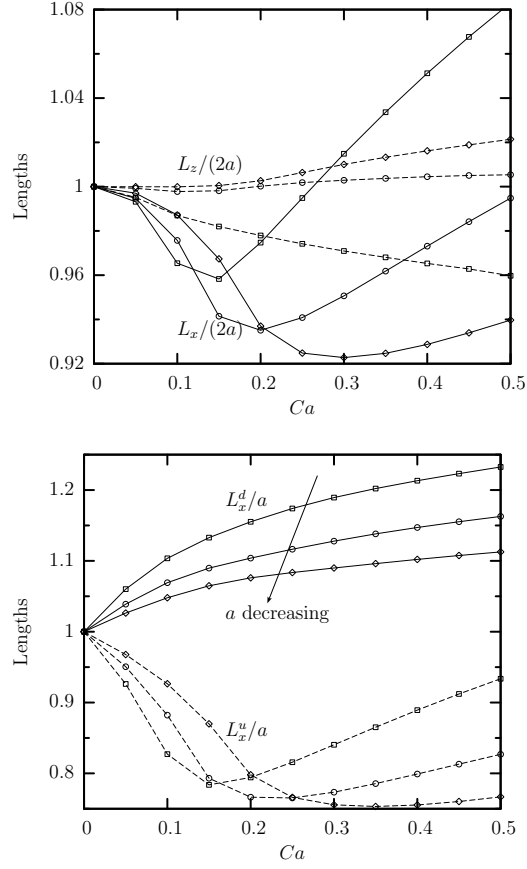 1.08
1.04
1
0.96
0.92
Lengths
L_z/(2a)
L_x/(2a)
0 0.1 0.2 0.3 0.4 0.5
Ca
1.2
1.1
1
0.9
0.8
Lengths
L_x^d/a
a decreasing
L_x^u/a
0 0.1 0.2 0.3 0.4 0.5
Ca